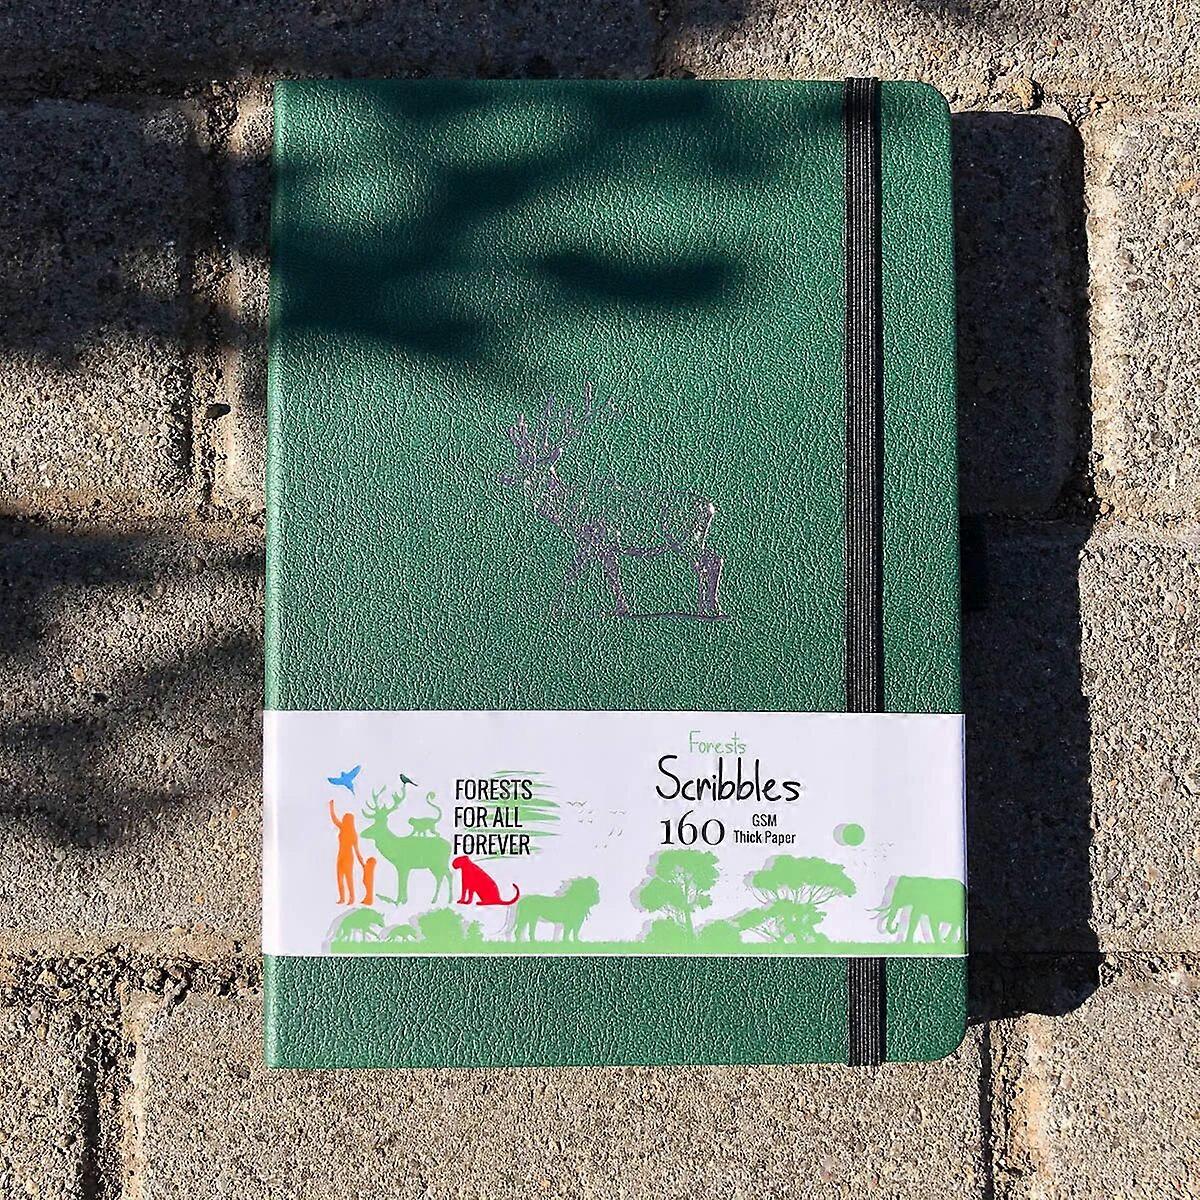 FORESTS
FOR ALL
FOREVER
Forests
Scribbles
160 GSM
Thick Paper